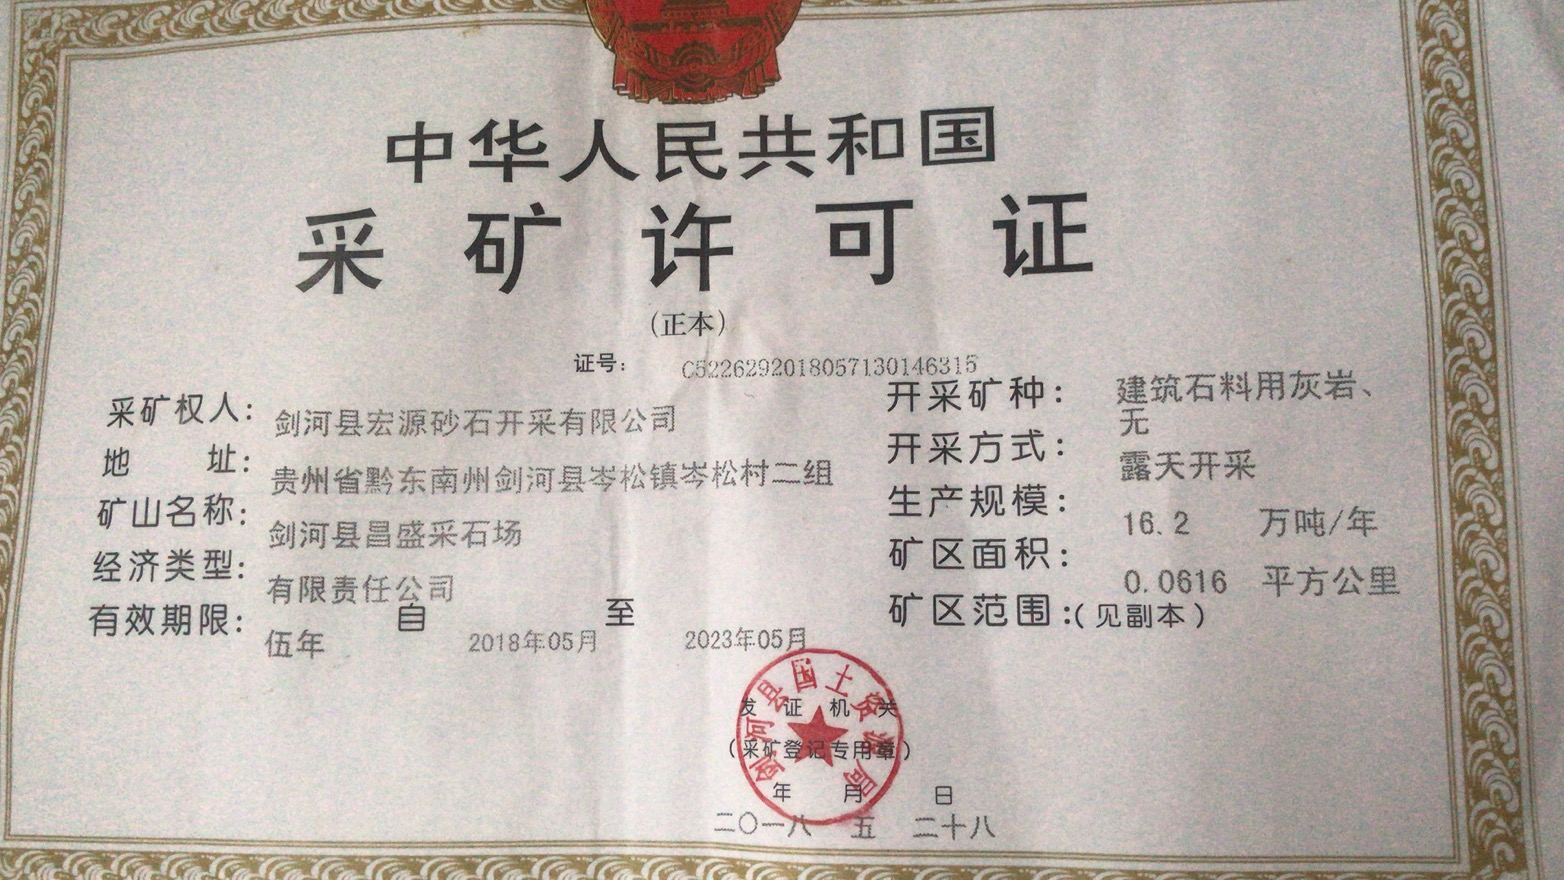 中华人民共和国
采矿许可证
（正本）
证号： C5226292018057130146315
采矿权人： 剑河县宏源砂石开采有限公司
地 址： 贵州省黔东南州剑河县岑松镇岑松村二组
矿山名称： 剑河县昌盛采石场
经济类型： 有限责任公司
有效期限： 伍年 自 2018年05月 至 2023年05月
开采矿种： 建筑石料用灰岩、
无
开采方式： 露天开采
生产规模： 16.2 万吨/年
矿区面积： 0.0616 平方公里
矿区范围：（见副本）
剑河县国土资源局
发证机关
（采矿登记专用章）
年 月 日
二〇一八 五 二十八